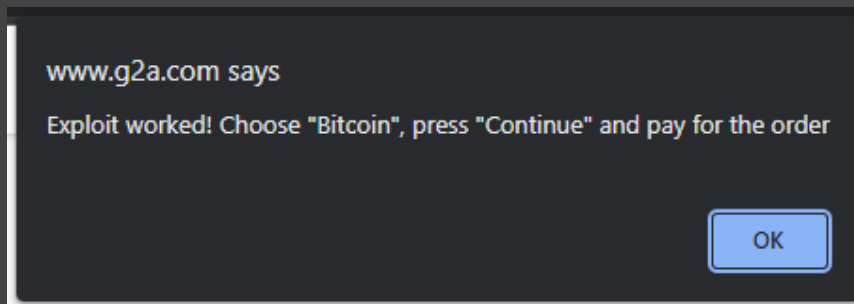 www.g2a.com says
Exploit worked! Choose "Bitcoin", press "Continue" and pay for the order
OK